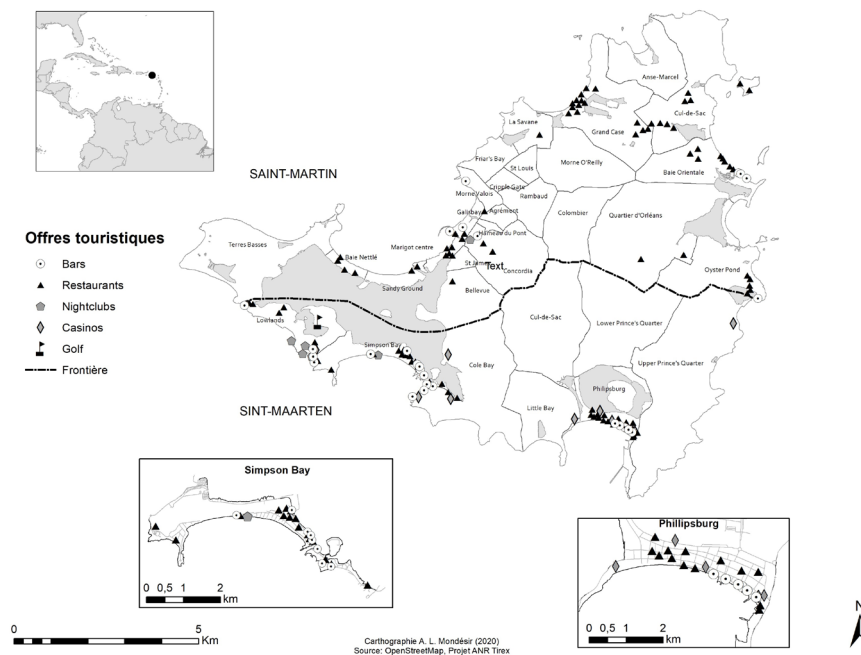 Anse-Marcel
Cul-de-Sac
La Savane
Grand Case
Friar's Bay
Morne O'Reilly
Baie Orientale
St Louis
SAINT-MARTIN
Cripple Gate
Morne Valois
Rambaud
Galisbay
Agrément
Colombier
Quartier d'Orléans
Offres touristiques
Terres Basses
Marigot centre
Hameau du Pont
Baie Nettlé
St James
Text
Concordia
Oyster Pond
Bars
Restaurants
Nightclubs
Casinos
Golf
Frontière
Sandy Ground
Bellevue
Lowlands
Cul-de-Sac
Lower Prince's Quarter
Simpson Bay
Cole Bay
Upper Prince's Quarter
Philipsburg
Little Bay
SINT-MAARTEN
Simpson Bay
0 0,5 1 2
km
Phillipsburg
0 0,5 1 2
km
0 5
Km
Carthographie A. L. Mondésir (2020)
Source: OpenStreetMap, Projet ANR Tirex
N